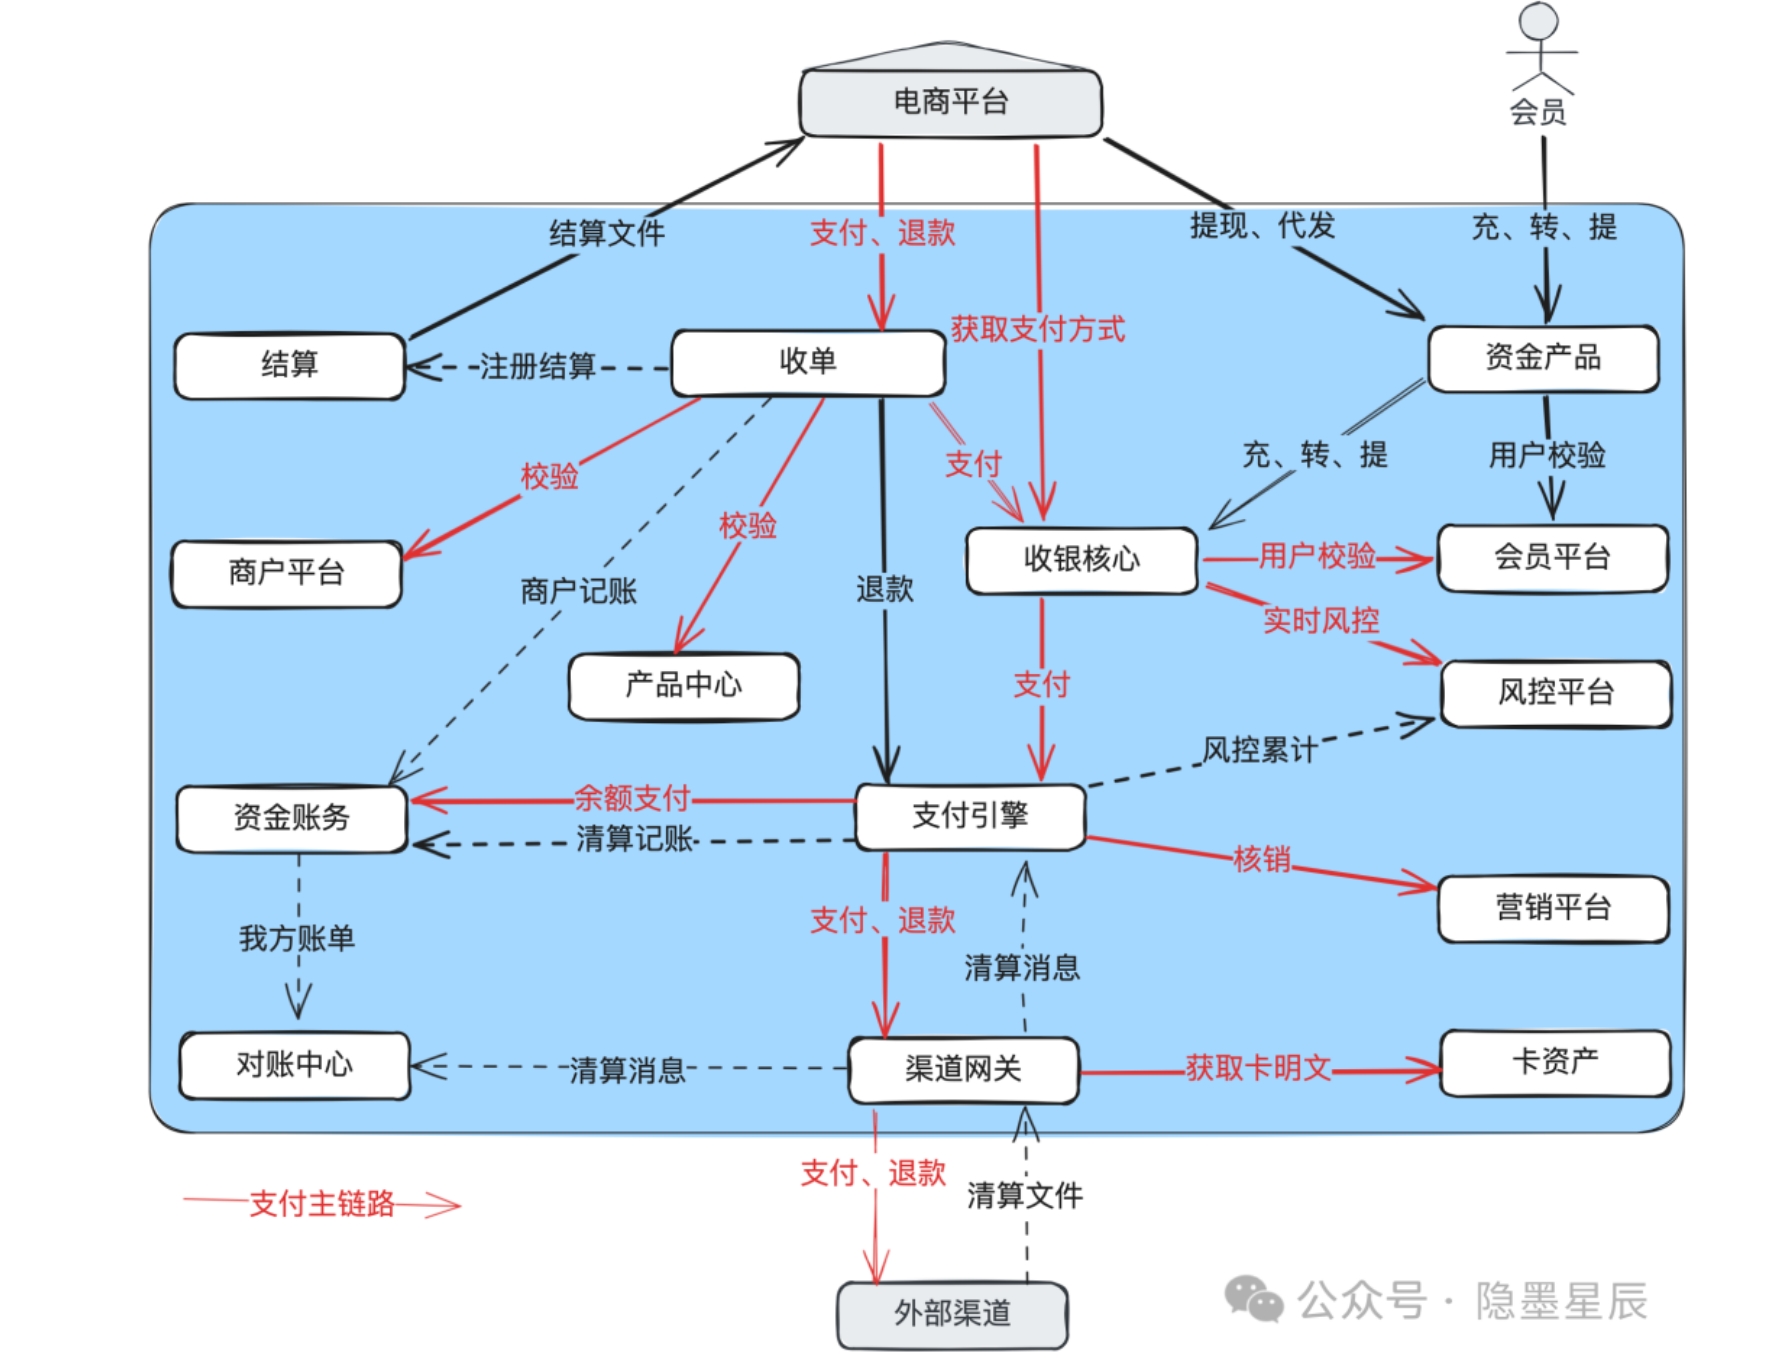 电商平台
会员
结算文件
支付、退款
提现、代发
充、转、提
获取支付方式
结算
注册结算
收单
资金产品
校验
支付
充、转、提
用户校验
校验
商户平台
商户记账
退款
收银核心
用户校验
会员平台
实时风控
产品中心
支付
风控平台
风控累计
资金账务
余额支付
清算记账
支付引擎
核销
营销平台
我方账单
支付、退款
清算消息
对账中心
清算消息
渠道网关
获取卡明文
卡资产
支付主链路
支付、退款
清算文件
外部渠道
公众号·隐墨星辰